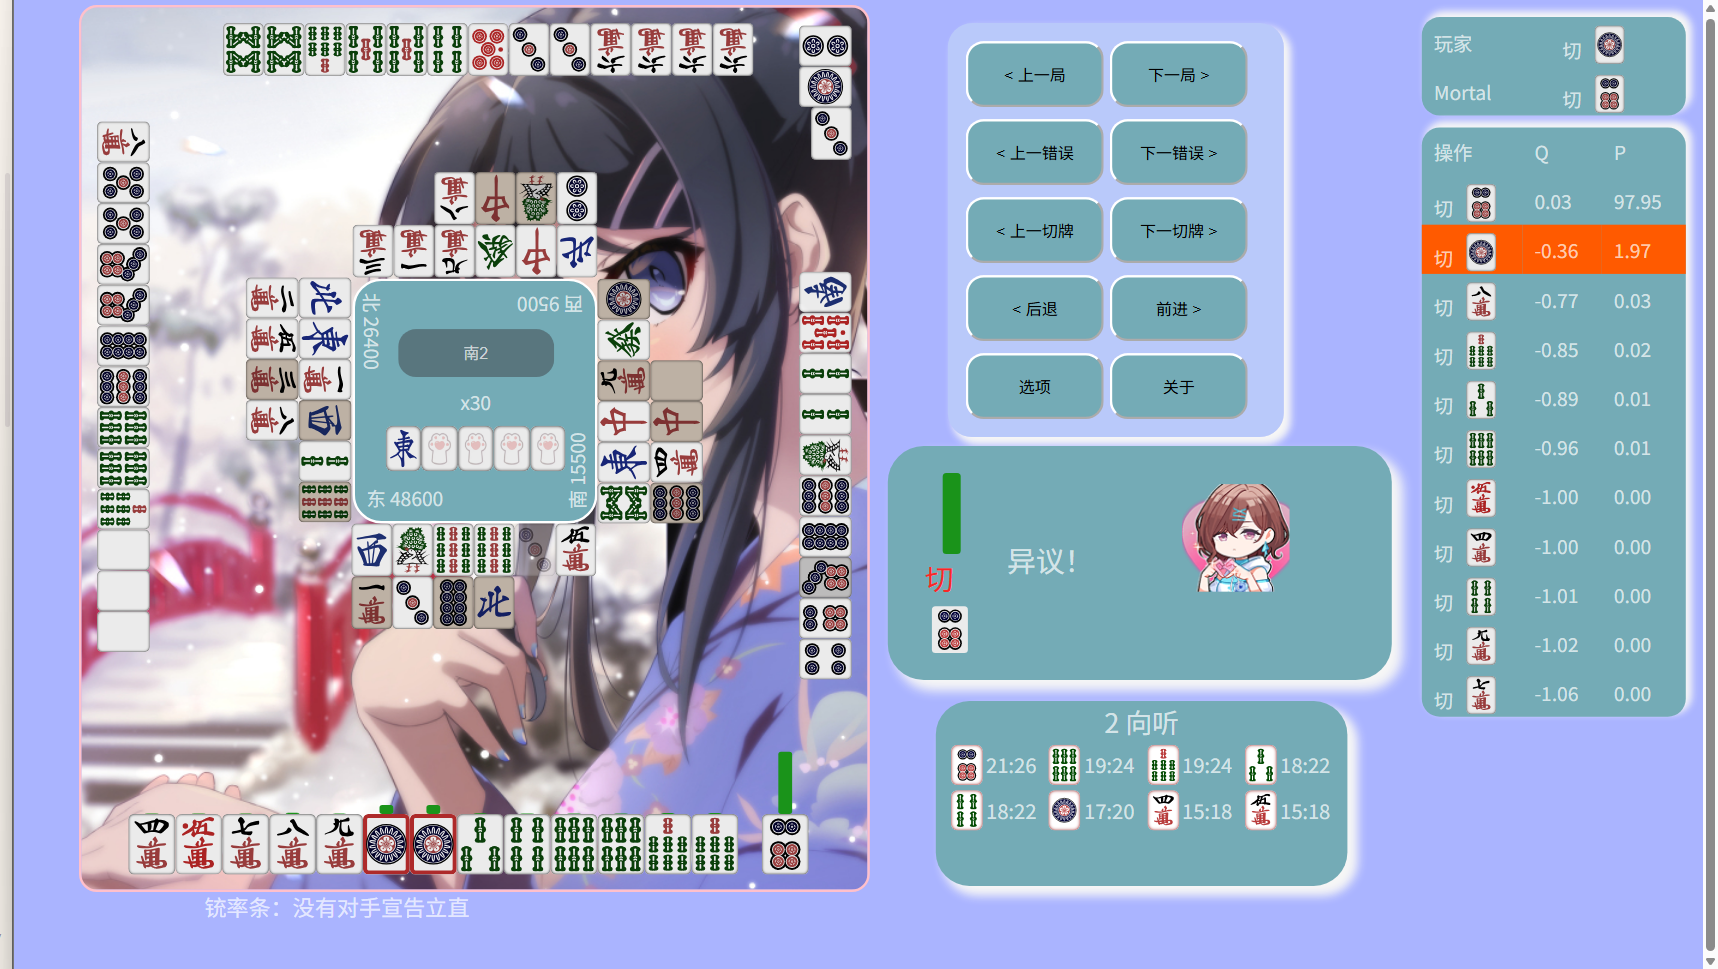 < 上一局
下一局 >
< 上一错误
下一错误 >
< 上一切牌
下一切牌 >
< 后退
前进 >
选项
关于
玩家 切
Mortal 切
操作 Q P
切 0.03 97.95
切 -0.36 1.97
切 -0.77 0.03
切 -0.85 0.02
切 -0.89 0.01
切 -0.96 0.01
切 -1.00 0.00
切 -1.00 0.00
切 -1.01 0.00
切 -1.02 0.00
切 -1.06 0.00
北 26400
西 9500
南2
x30
东 48600
南 15500
切
异议！
2 向听
21:26 19:24 19:24 18:22
18:22 17:20 15:18 15:18
铳率条：没有对手宣告立直